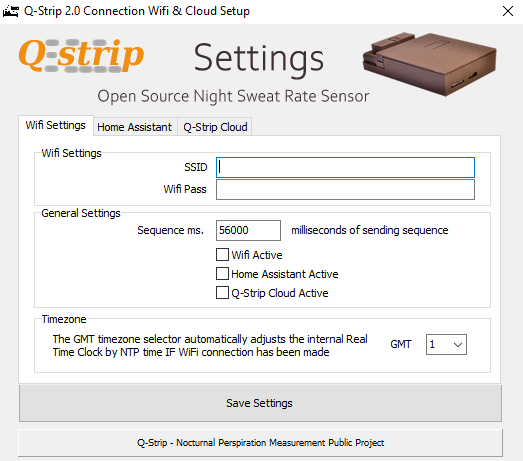 Q-Strip 2.0 Connection Wifi & Cloud Setup
Q-strip
Settings
Open Source Night Sweat Rate Sensor
Wifi Settings
Home Assistant
Q-Strip Cloud
Wifi Settings
SSID
Wifi Pass
General Settings
Sequence ms.
56000
milliseconds of sending sequence
Wifi Active
Home Assistant Active
Q-Strip Cloud Active
Timezone
The GMT timezone selector automatically adjusts the internal Real
Time Clock by NTP time IF WiFi connection has been made
GMT
1
Save Settings
Q-Strip - Nocturnal Perspiration Measurement Public Project